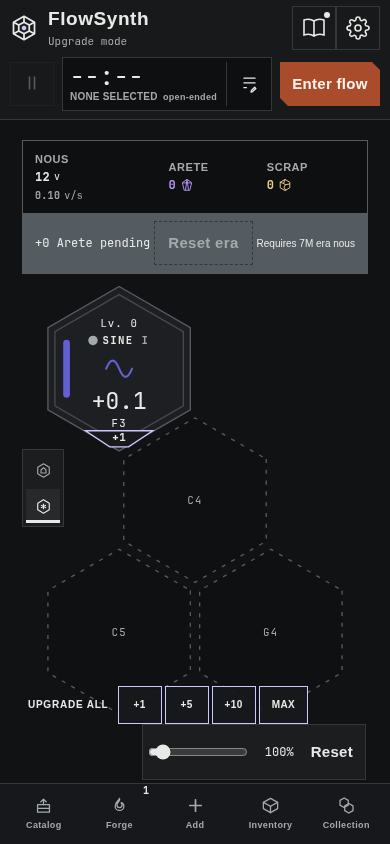 FlowSynth
Upgrade mode
--:--
NONE SELECTED open-ended
Enter flow
NOUS
12 v
0.10 v/s
ARETE
0
SCRAP
0
+0 Arete pending
Reset era
Requires 7M era nous
Lv. 0
SINE I
+0.1
F3
+1
C4
C5
G4
UPGRADE ALL
+1
+5
+10
MAX
100%
Reset
Catalog
Forge
1
Add
Inventory
Collection